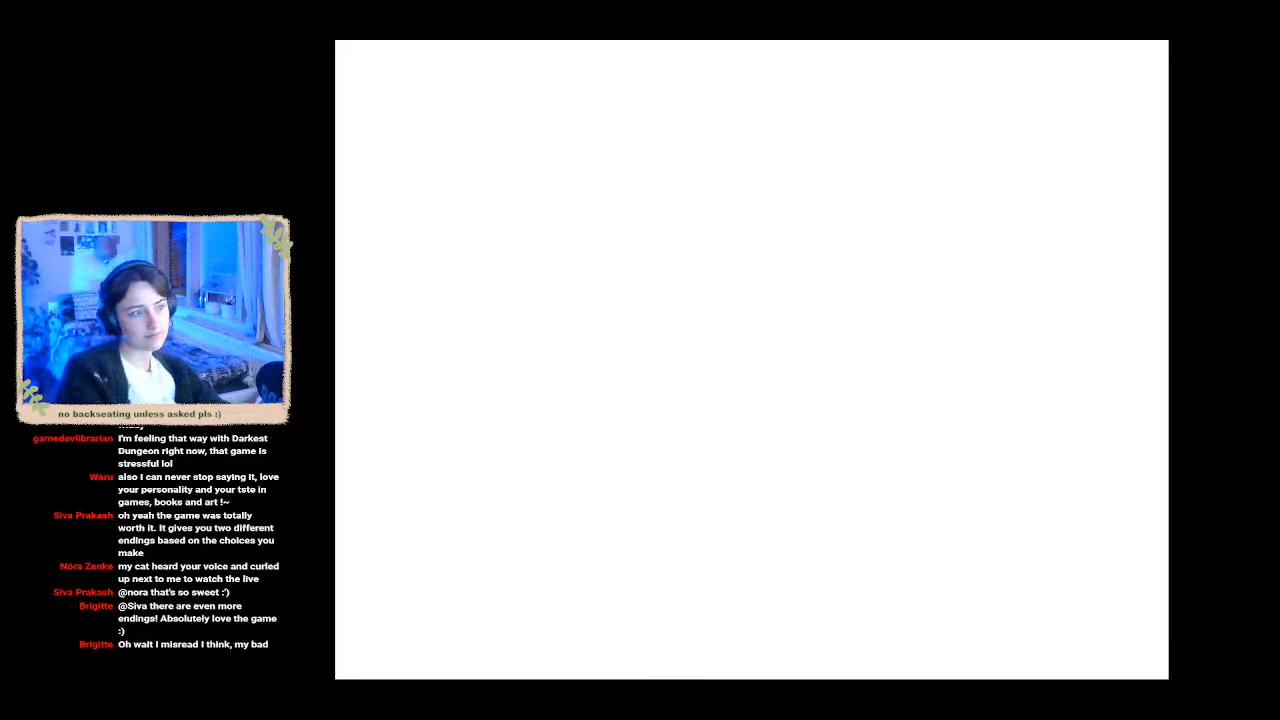 no backseating unless asked pls :)
gamedevlibrarian I'm feeling that way with Darkest
Dungeon right now, that game is
stressful lol
Waru also I can never stop saying it, love
your personality and your tste in
games, books and art !~
Siva Prakash oh yeah the game was totally
worth it. It gives you two different
endings based on the choices you
make
Nóra Zenke my cat heard your voice and curled
up next to me to watch the live
Siva Prakash @nora that's so sweet :')
Brigitte @Siva there are even more
endings! Absolutely love the game
:)
Brigitte Oh wait I misread I think, my bad